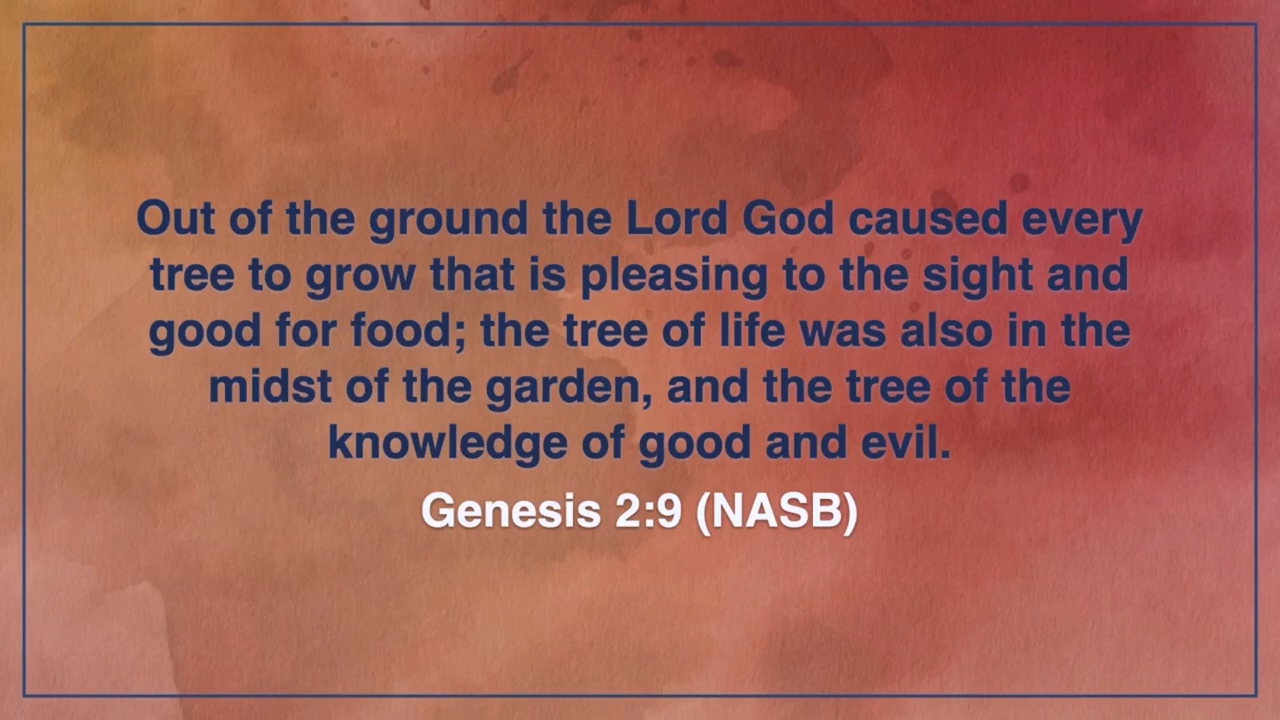 Out of the ground the Lord God caused every
tree to grow that is pleasing to the sight and
good for food; the tree of life was also in the
midst of the garden, and the tree of the
knowledge of good and evil.
Genesis 2:9 (NASB)